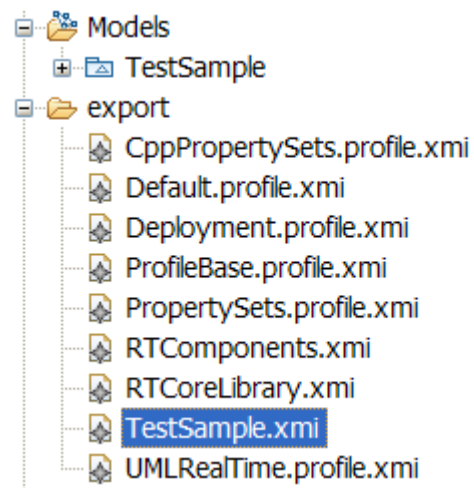 Models
TestSample
export
CppPropertySets.profile.xmi
Default.profile.xmi
Deployment.profile.xmi
ProfileBase.profile.xmi
PropertySets.profile.xmi
RTComponents.xmi
RTCoreLibrary.xmi
TestSample.xmi
UMLRealTime.profile.xmi